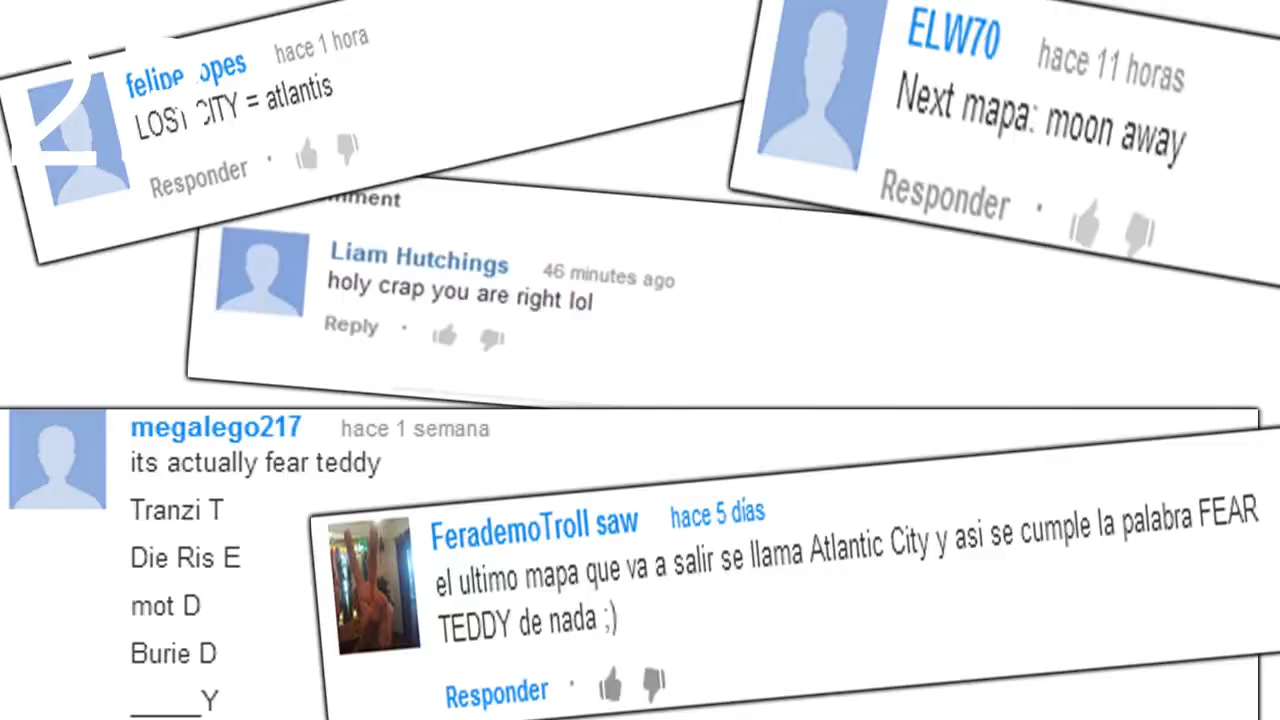 felipe lopes hace 1 hora
LOST CITY = atlantis
Responder ·
ELW70 hace 11 horas
Next mapa: moon away
Responder ·
Liam Hutchings 46 minutes ago
holy crap you are right lol
Reply ·
megalego217 hace 1 semana
its actually fear teddy
Tranzi T
Die Ris E
mot D
Burie D
_____Y
FerademoTroll saw hace 5 días
el ultimo mapa que va a salir se llama Atlantic City y asi se cumple la palabra FEAR
TEDDY de nada ;)
Responder ·